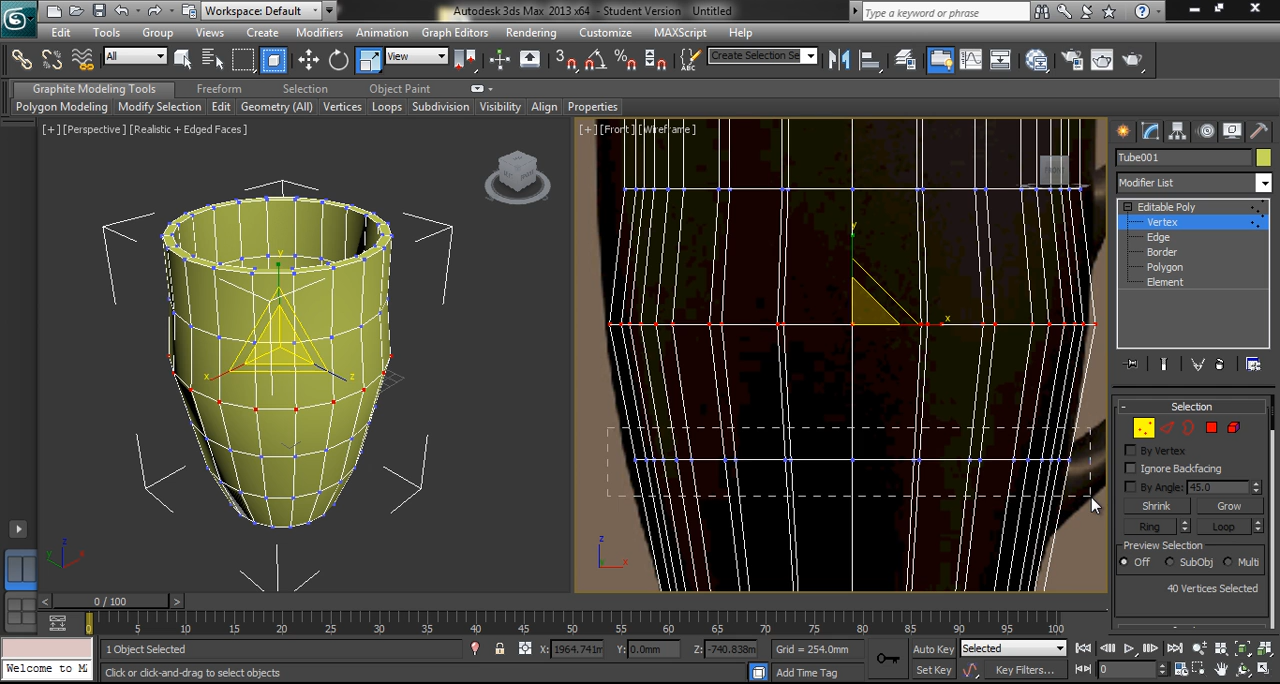 Workspace: Default Autodesk 3ds Max 2013 x64 - Student Version Untitled Type a keyword or phrase
Edit Tools Group Views Create Modifiers Animation Graph Editors Rendering Customize MAXScript Help
All View 3 Create Selection Se
Graphite Modeling Tools Freeform Selection Object Paint
Polygon Modeling Modify Selection Edit Geometry (All) Vertices Loops Subdivision Visibility Align Properties
[+] [Perspective] [Realistic + Edged Faces]
[+] [Front] [Wireframe]
Tube001
Modifier List
Editable Poly
Vertex
Edge
Border
Polygon
Element
y
x
z
y
x
Selection
By Vertex
Ignore Backfacing
By Angle: 45.0
Shrink Grow
Ring Loop
Preview Selection
Off SubObj Multi
40 Vertices Selected
z
y
x
z
x
< 0 / 100 >
0 5 10 15 20 25 30 35 40 45 50 55 60 65 70 75 80 85 90 95 100
1 Object Selected X: 1964.741m Y: 0.0mm Z: -740.838m Grid = 254.0mm Auto Key Selected
Welcome to M Click or click-and-drag to select objects Add Time Tag Set Key Key Filters... 0